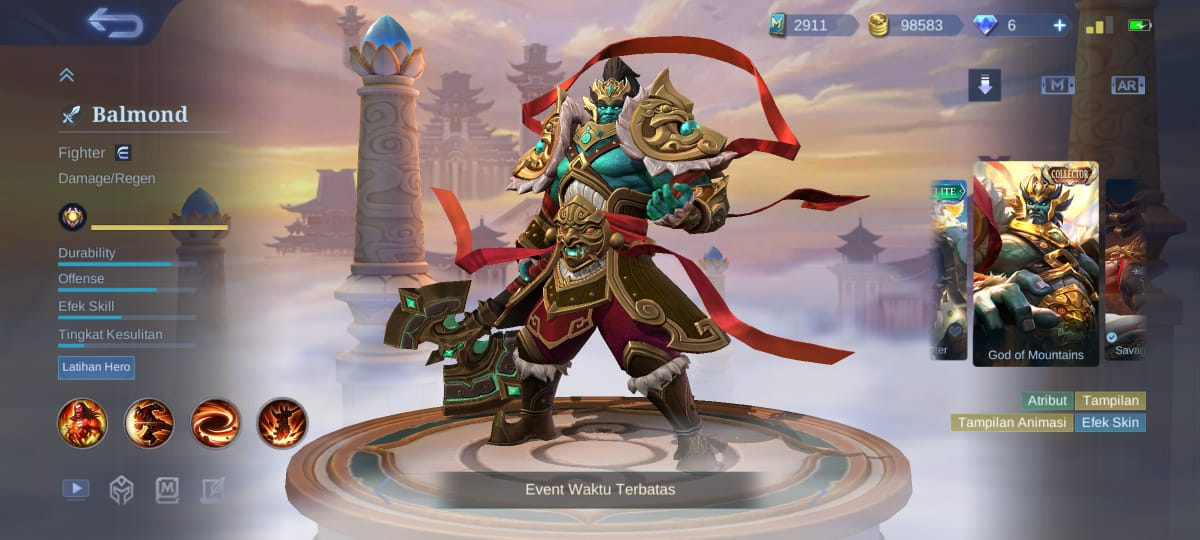 2911
98583
6
M
AR
Balmond
Fighter
Damage/Regen
Durability
Offense
Efek Skill
Tingkat Kesulitan
Latihan Hero
COLLECTOR
God of Mountains
Atribut
Tampilan
Tampilan Animasi
Efek Skin
Event Waktu Terbatas